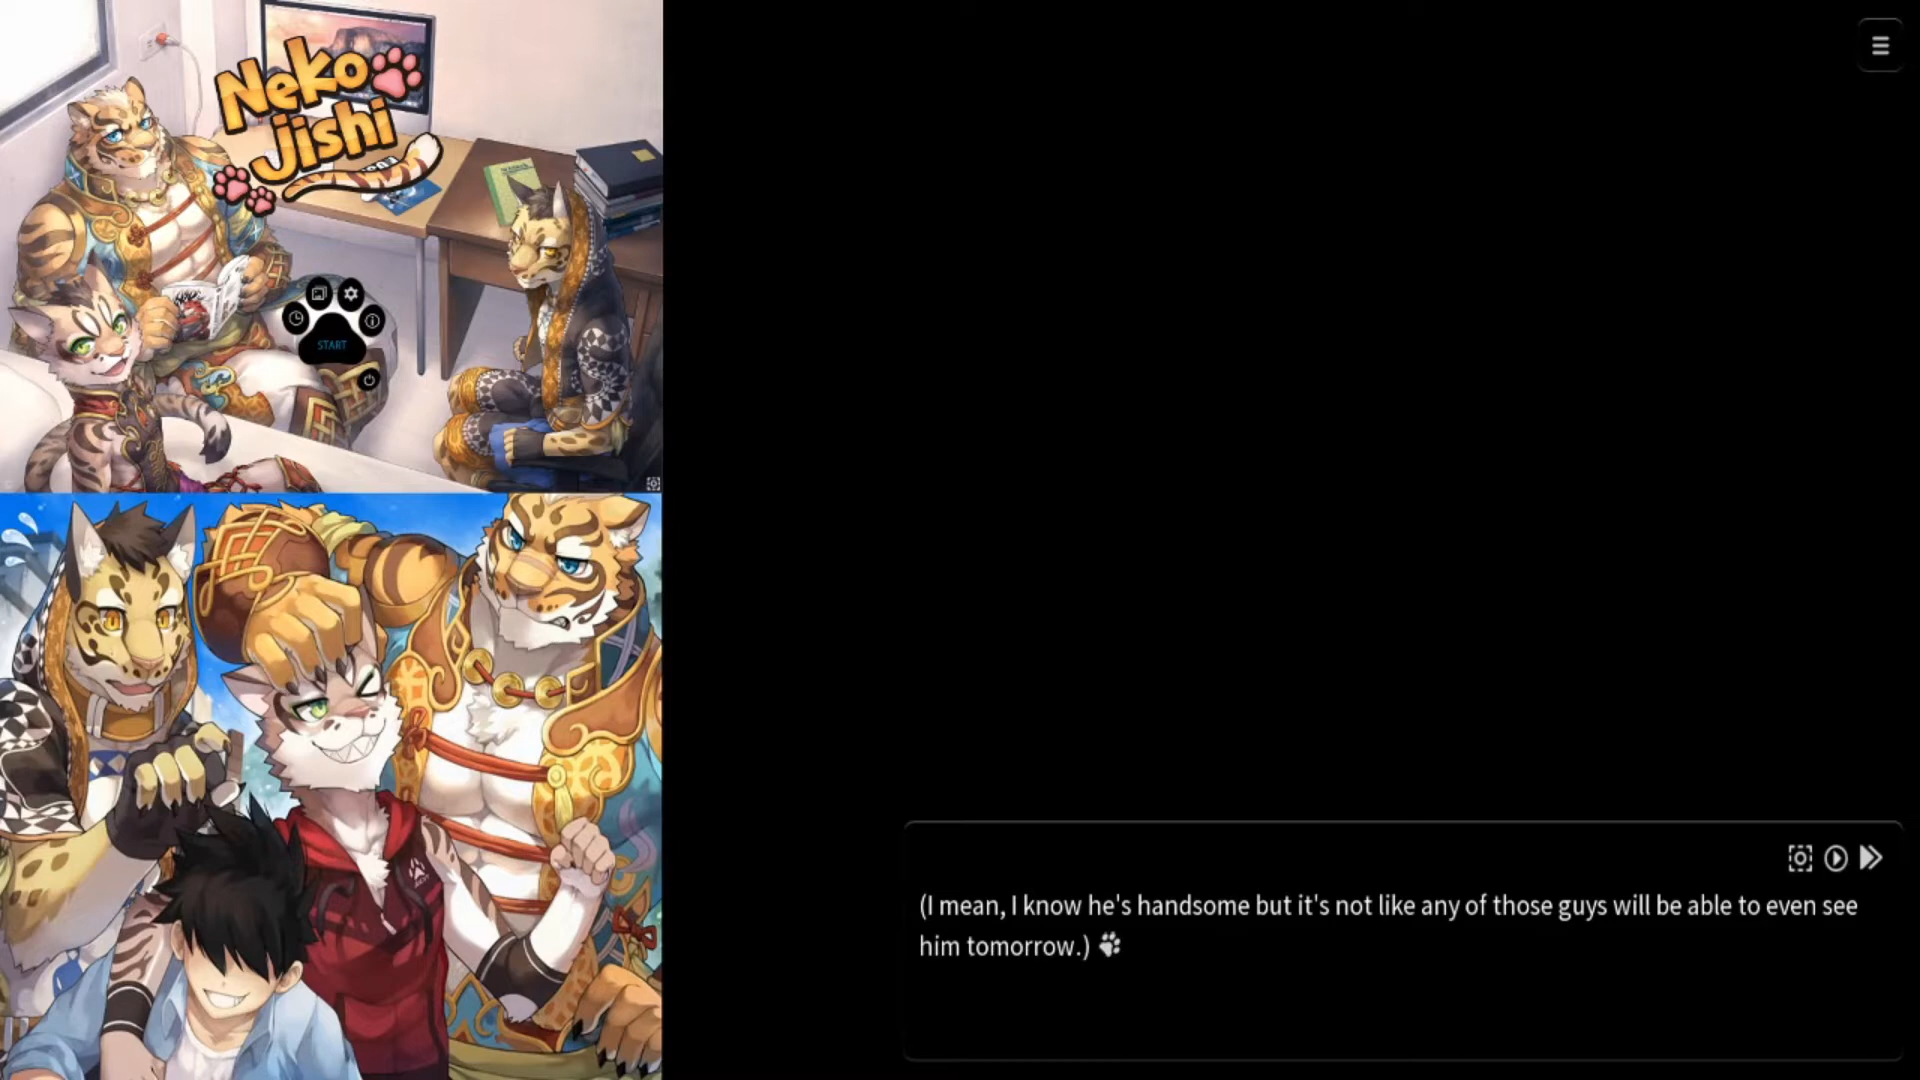 Neko
Jishi
START
(I mean, I know he's handsome but it's not like any of those guys will be able to even see
him tomorrow.)